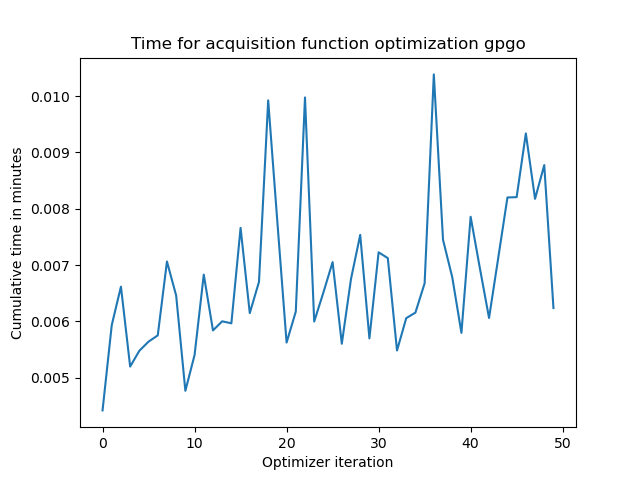 Time for acquisition function optimization gpgo
0.010
0.009
0.008
0.007
0.006
0.005
Cumulative time in minutes
0 10 20 30 40 50
Optimizer iteration